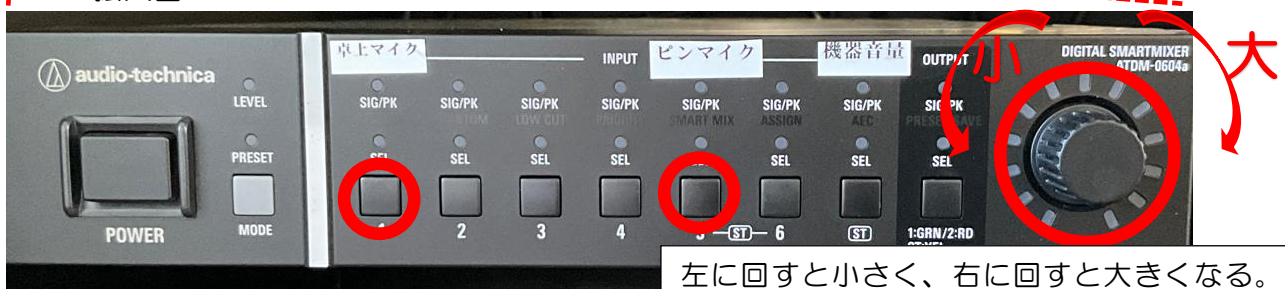 卓上マイク
INPUT
ピンマイク
機器音量
OUTPUT
小
DIGITAL SMARTMIXER
ATDM-0604a
大
audio-technica
LEVEL
SIG/PK SIG/PK SIG/PK SIG/PK SIG/PK SIG/PK SIG/PK SIG/PK
LOW CUT PRIORITY SMART MIX ASSIGN AEC PRESET SAVE
PRESET
SEL SEL SEL SEL SEL SEL SEL
POWER
MODE
2 3 4 5 ST 6 ST
1:GRN/2:RD
左に回すと小さく、右に回すと大きくなる。